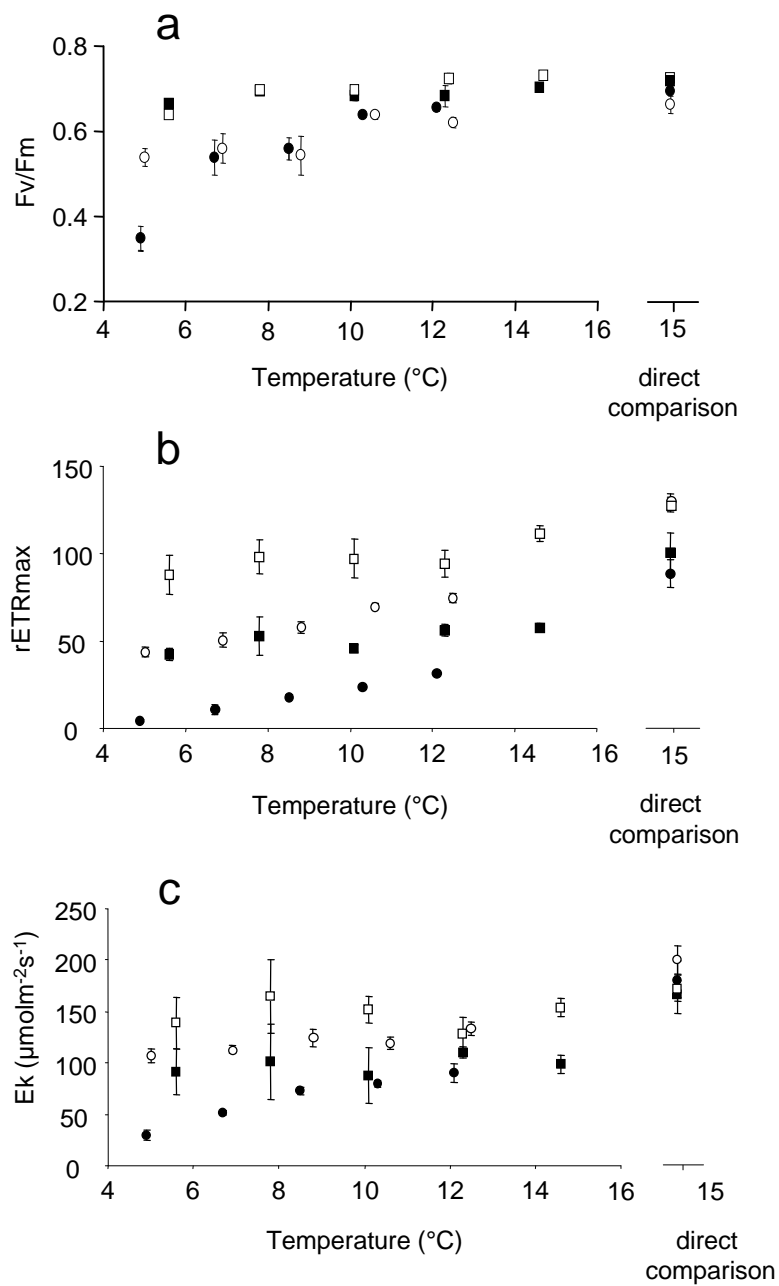 a
0.8
0.6
0.4
0.2
Fv/Fm
4 6 8 10 12 14 16 15
Temperature (°C)
direct
comparison
b
150
100
50
0
rETRmax
4 6 8 10 12 14 16 15
Temperature (°C)
direct
comparison
c
250
200
150
100
50
0
Ek (µmolm-2s-1)
4 6 8 10 12 14 16 15
Temperature (°C)
direct
comparison